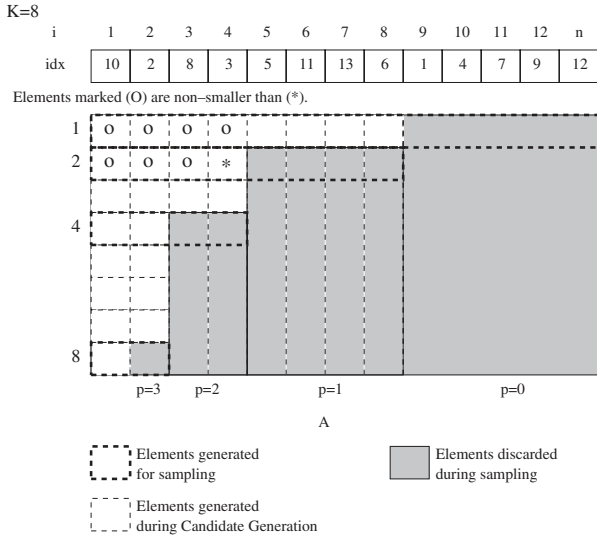 K=8
i 1 2 3 4 5 6 7 8 9 10 11 12 n
idx 10 2 8 3 5 11 13 6 1 4 7 9 12
Elements marked (O) are non–smaller than (*).
1 o o o o
2 o o o *
4
8
p=3 p=2 p=1 p=0
A
Elements generated
for sampling
Elements discarded
during sampling
Elements generated
during Candidate Generation